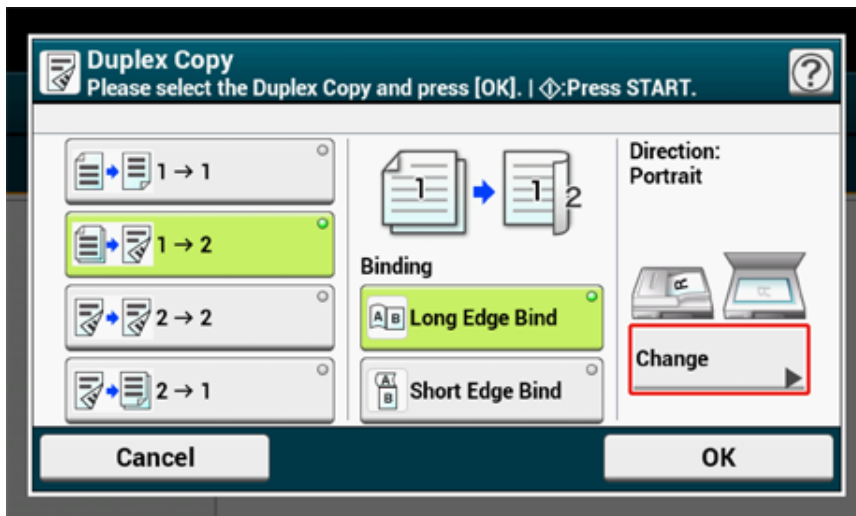 Duplex Copy
Please select the Duplex Copy and press [OK]. | :Press START.
?
1 → 1
1 → 2
2 → 2
2 → 1
1 1 2
Binding
A B Long Edge Bind
A B Short Edge Bind
Direction:
Portrait
R R
Change
Cancel
OK